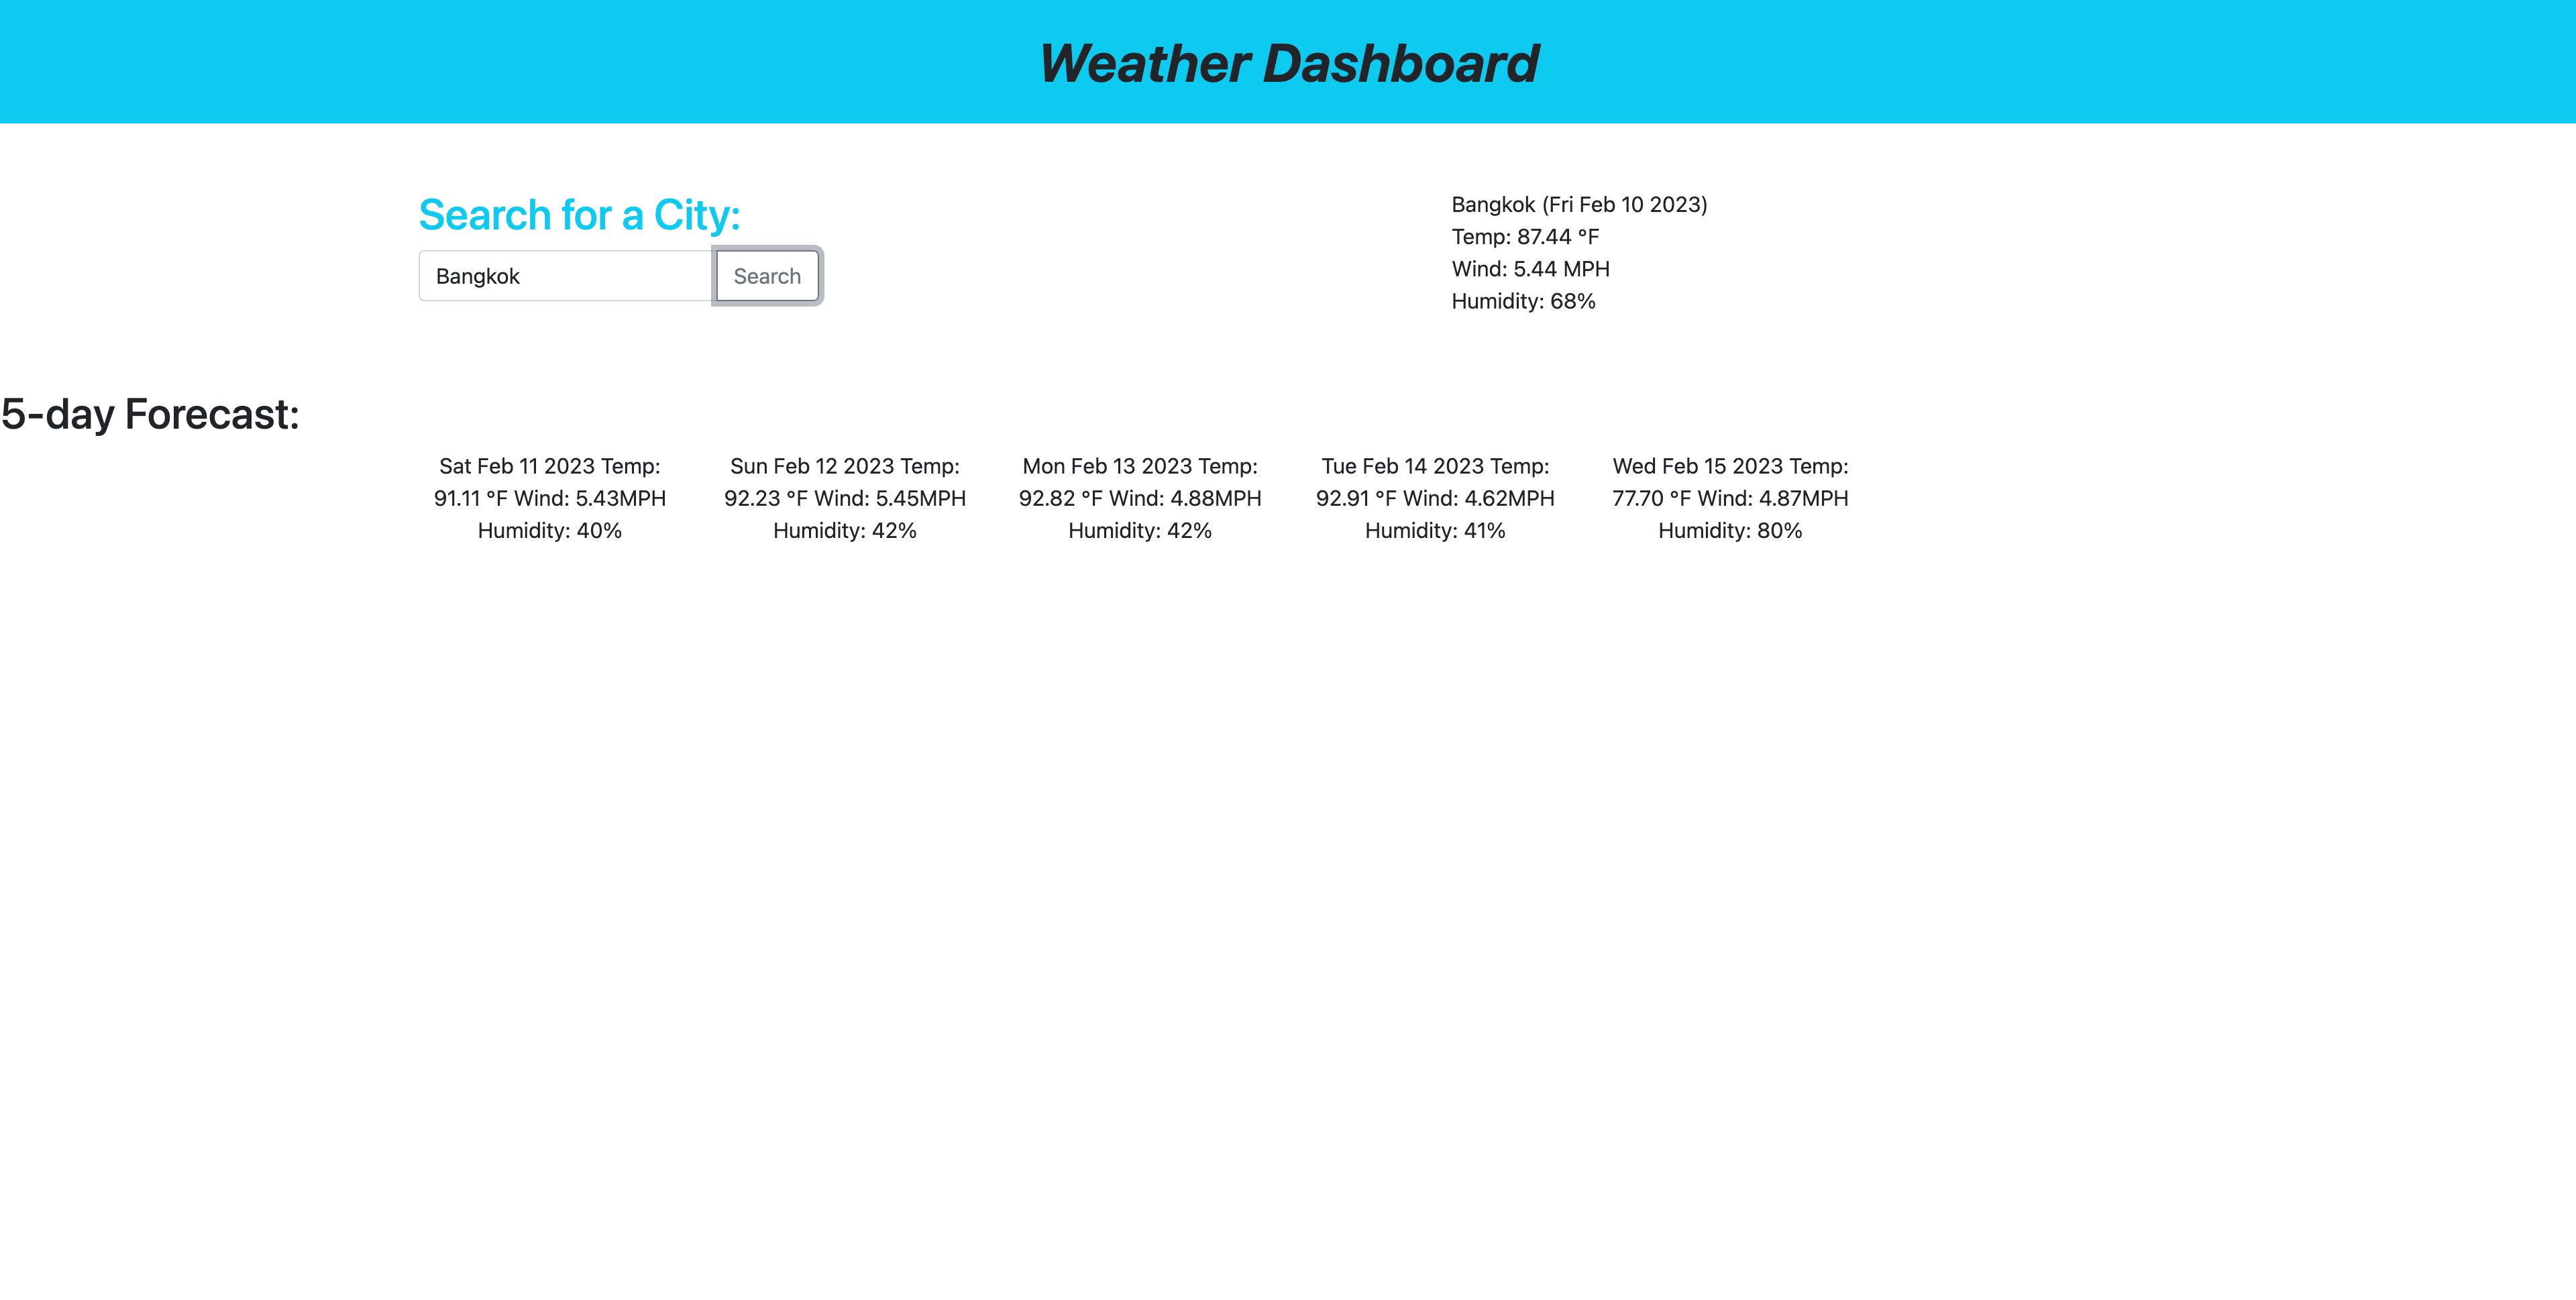 Weather Dashboard
Search for a City:
Bangkok
Search
Bangkok (Fri Feb 10 2023)
Temp: 87.44 °F
Wind: 5.44 MPH
Humidity: 68%
5-day Forecast:
Sat Feb 11 2023 Temp:
91.11 °F Wind: 5.43MPH
Humidity: 40%
Sun Feb 12 2023 Temp:
92.23 °F Wind: 5.45MPH
Humidity: 42%
Mon Feb 13 2023 Temp:
92.82 °F Wind: 4.88MPH
Humidity: 42%
Tue Feb 14 2023 Temp:
92.91 °F Wind: 4.62MPH
Humidity: 41%
Wed Feb 15 2023 Temp:
77.70 °F Wind: 4.87MPH
Humidity: 80%